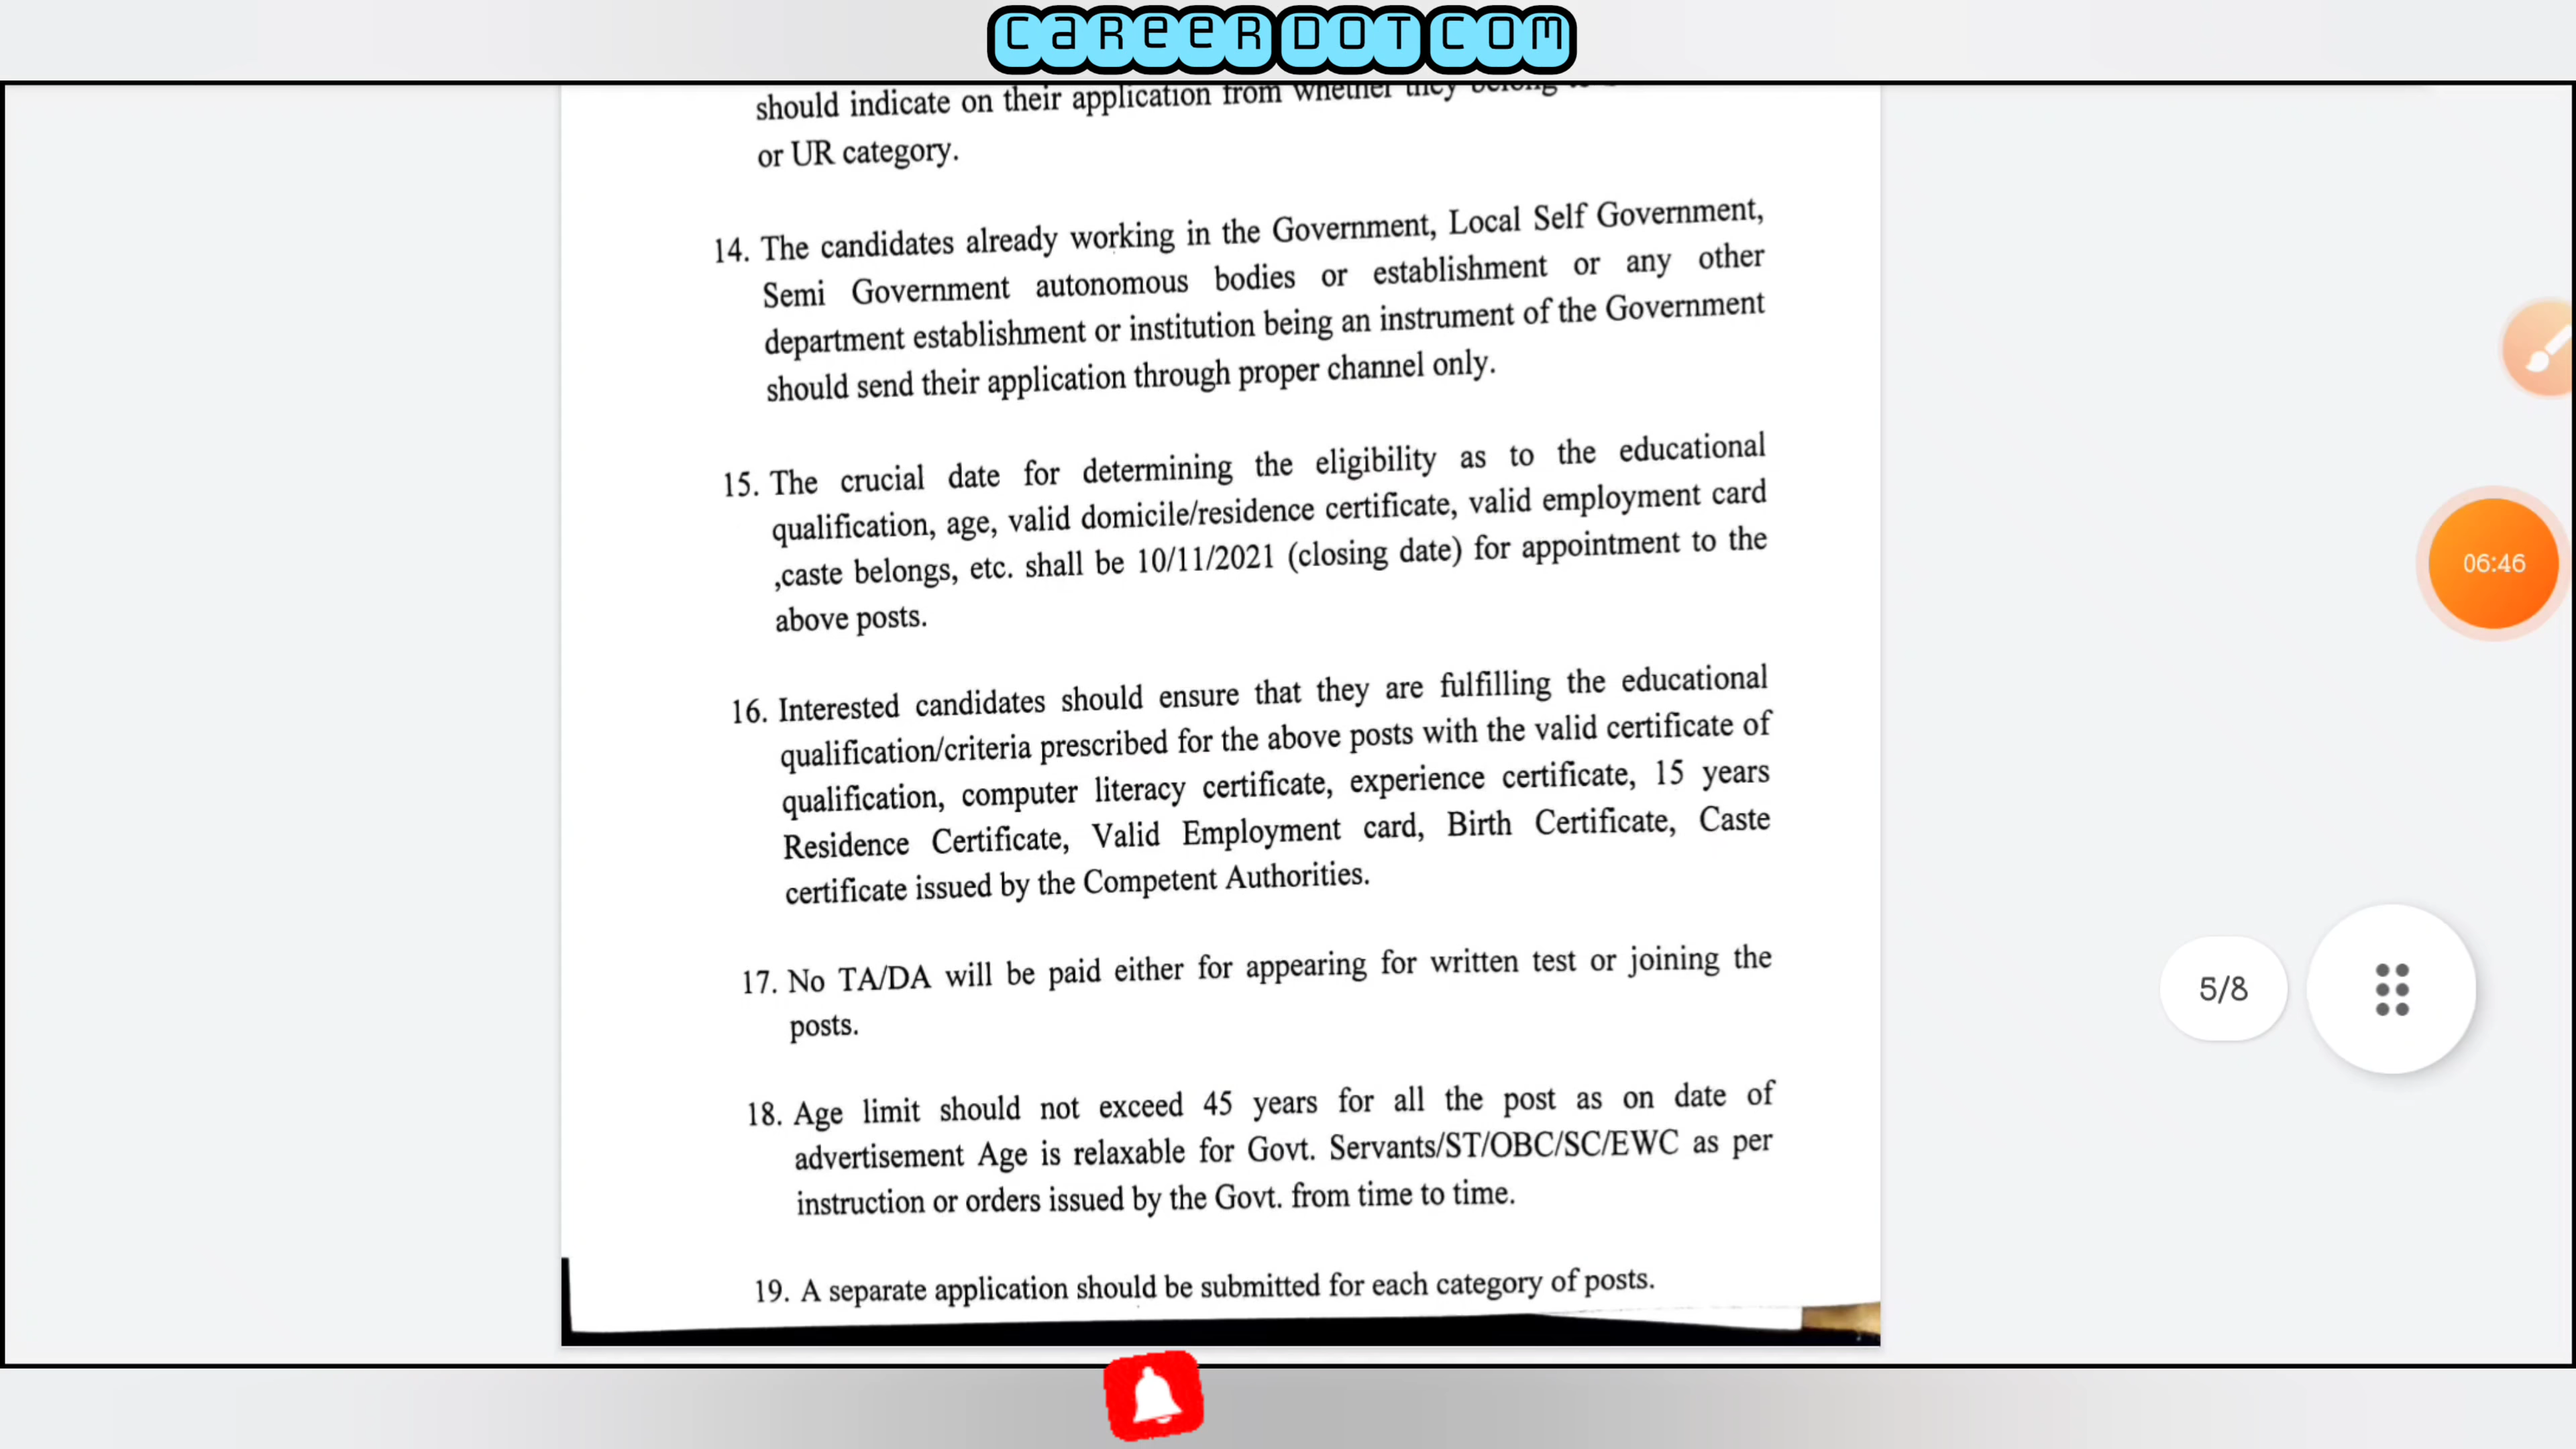 CAREER DOT COM
should indicate on their application from whether they belong to
or UR category.
14. The candidates already working in the Government, Local Self Government,
Semi Government autonomous bodies or establishment or any other
department establishment or institution being an instrument of the Government
should send their application through proper channel only.
15. The crucial date for determining the eligibility as to the educational
qualification, age, valid domicile/residence certificate, valid employment card
,caste belongs, etc. shall be 10/11/2021 (closing date) for appointment to the
above posts.
06:46
16. Interested candidates should ensure that they are fulfilling the educational
qualification/criteria prescribed for the above posts with the valid certificate of
qualification, computer literacy certificate, experience certificate, 15 years
Residence Certificate, Valid Employment card, Birth Certificate, Caste
certificate issued by the Competent Authorities.
17. No TA/DA will be paid either for appearing for written test or joining the
posts.
5/8
18. Age limit should not exceed 45 years for all the post as on date of
advertisement Age is relaxable for Govt. Servants/ST/OBC/SC/EWC as per
instruction or orders issued by the Govt. from time to time.
19. A separate application should be submitted for each category of posts.